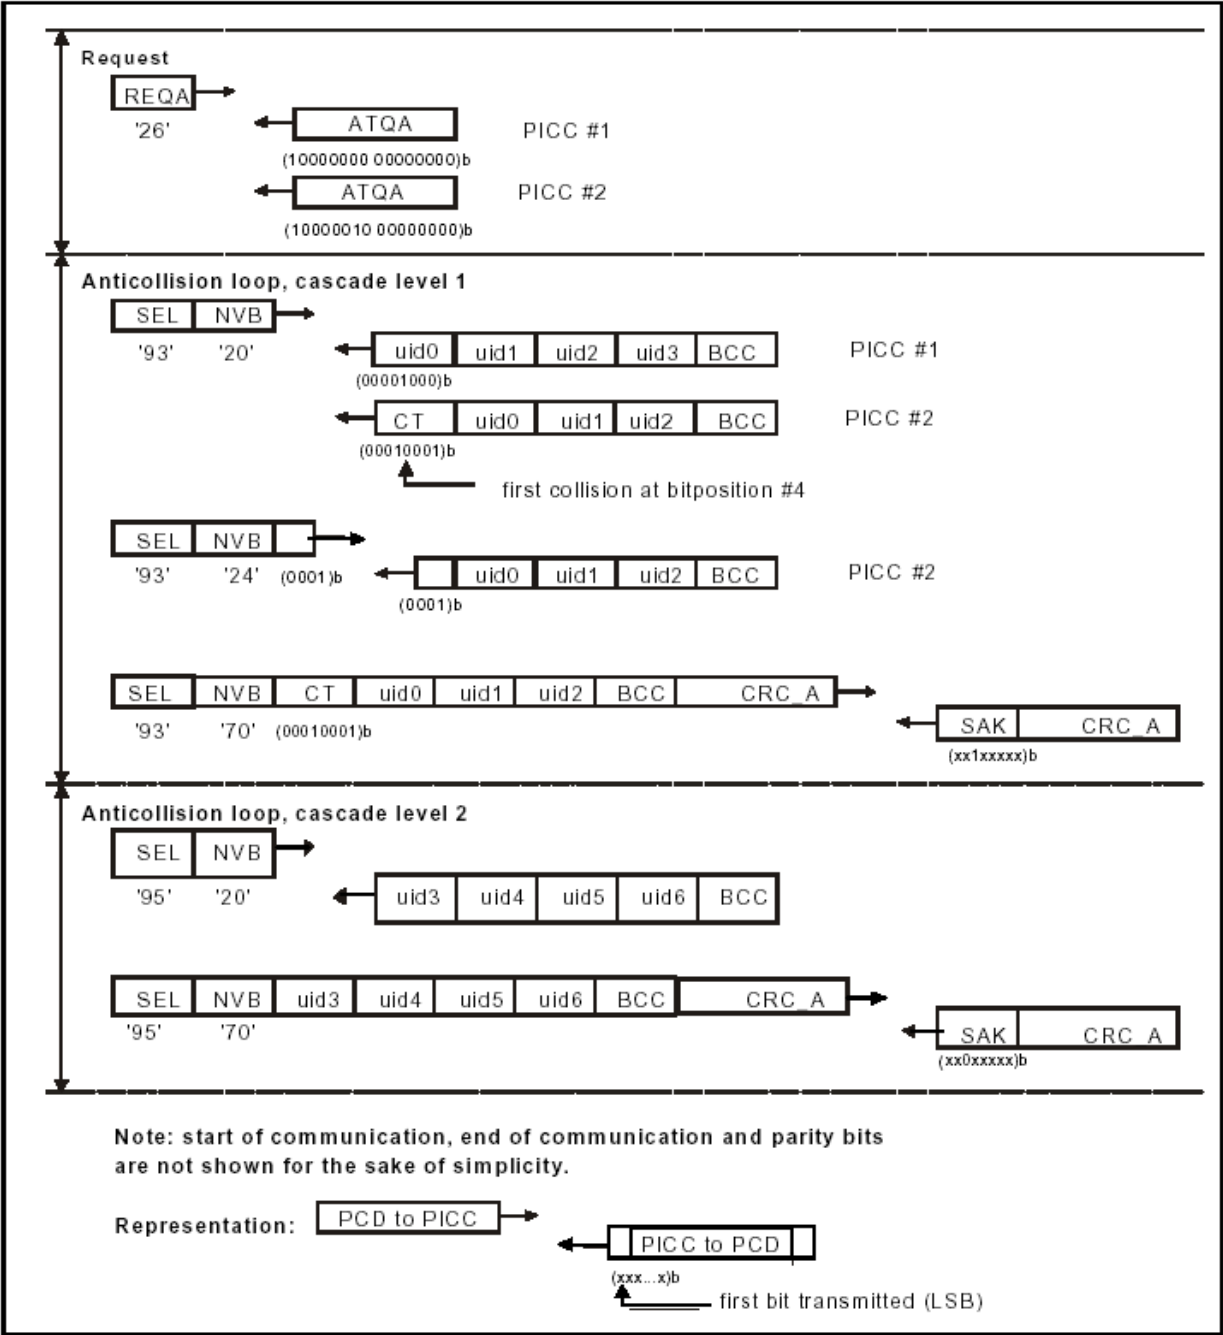 Request
REQA
'26'
ATQA PICC #1
(10000000 00000000)b
ATQA PICC #2
(10000010 00000000)b
Anticollision loop, cascade level 1
SEL NVB
'93' '20'
uid0 uid1 uid2 uid3 BCC PICC #1
(00001000)b
CT uid0 uid1 uid2 BCC PICC #2
(00010001)b
first collision at bitposition #4
SEL NVB
'93' '24' (0001)b
uid0 uid1 uid2 BCC PICC #2
(0001)b
SEL NVB CT uid0 uid1 uid2 BCC CRC_A
'93' '70' (00010001)b
SAK CRC_A
(xx1xxxxx)b
Anticollision loop, cascade level 2
SEL NVB
'95' '20'
uid3 uid4 uid5 uid6 BCC
SEL NVB uid3 uid4 uid5 uid6 BCC CRC_A
'95' '70'
SAK CRC A
(xx0xxxxx)b
Note: start of communication, end of communication and parity bits
are not shown for the sake of simplicity.
Representation: PCD to PICC
PICC to PCD
(xxx...x)b
first bit transmitted (LSB)